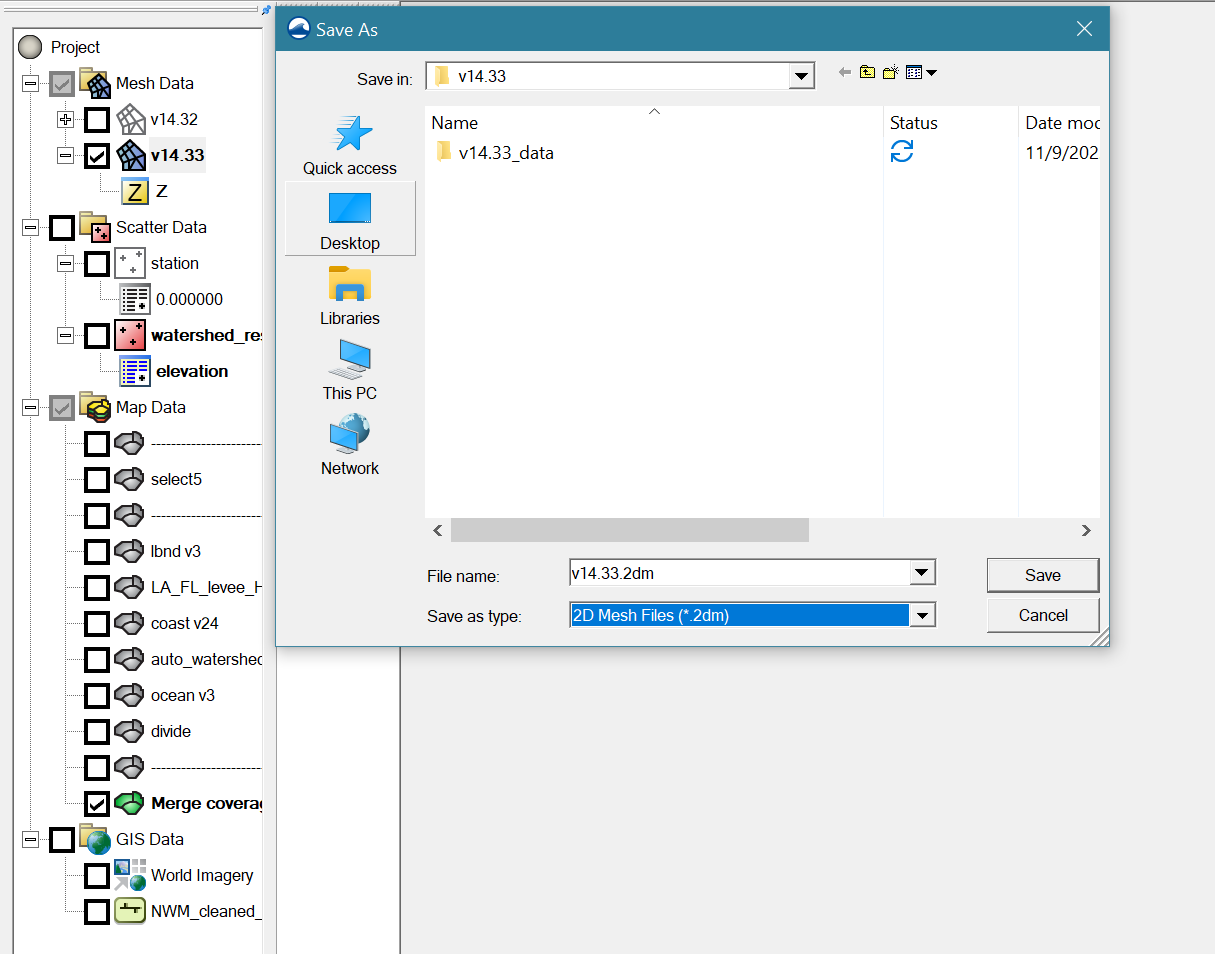 Project
Mesh Data
v14.32
v14.33
Z Z
Scatter Data
station
0.000000
watershed_res
elevation
Map Data
-----------------------
select5
-----------------------
lbnd v3
LA_FL_levee_H
coast v24
auto_watershed
ocean v3
divide
-----------------------
Merge coverag
GIS Data
World Imagery
NWM_cleaned_
Save As
Save in: v14.33
Quick access
Desktop
Libraries
This PC
Network
Name Status Date moc
v14.33_data 11/9/202
File name: v14.33.2dm Save
Save as type: 2D Mesh Files (*.2dm) Cancel